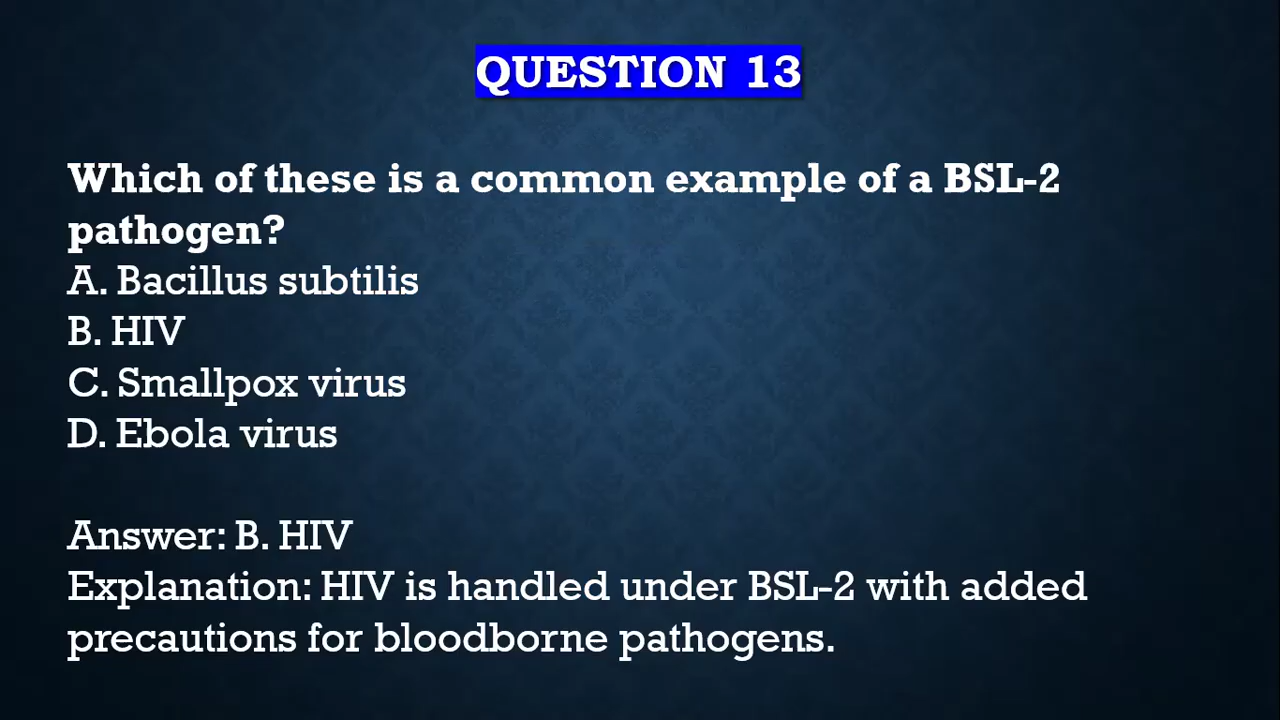 QUESTION 13
Which of these is a common example of a BSL-2
pathogen?
A. Bacillus subtilis
B. HIV
C. Smallpox virus
D. Ebola virus
Answer: B. HIV
Explanation: HIV is handled under BSL-2 with added
precautions for bloodborne pathogens.